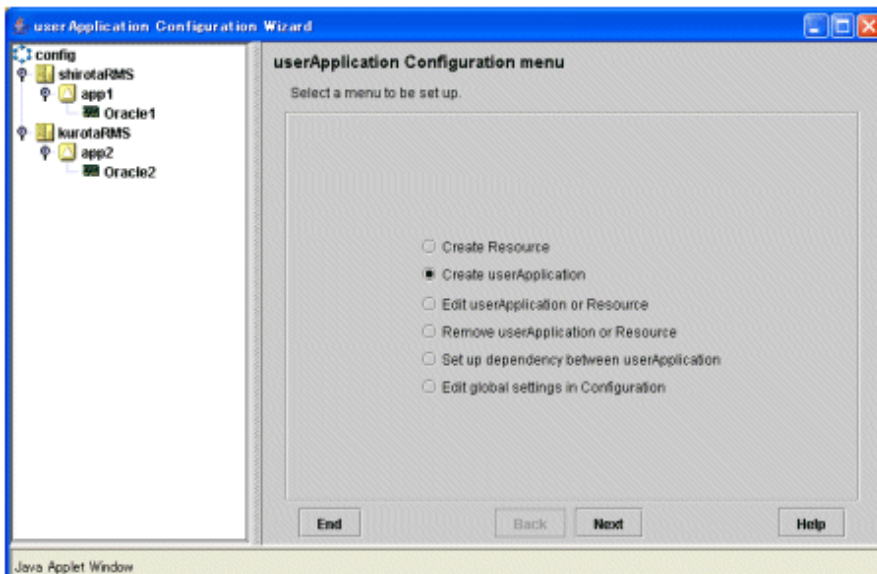 userApplication Configuration Wizard
config
shirotaRMS
app1
Oracle1
kurotaRMS
app2
Oracle2
userApplication Configuration menu
Select a menu to be set up.
Create Resource
Create userApplication
Edit userApplication or Resource
Remove userApplication or Resource
Set up dependency between userApplication
Edit global settings in Configuration
End
Back
Next
Help
Java Applet Window